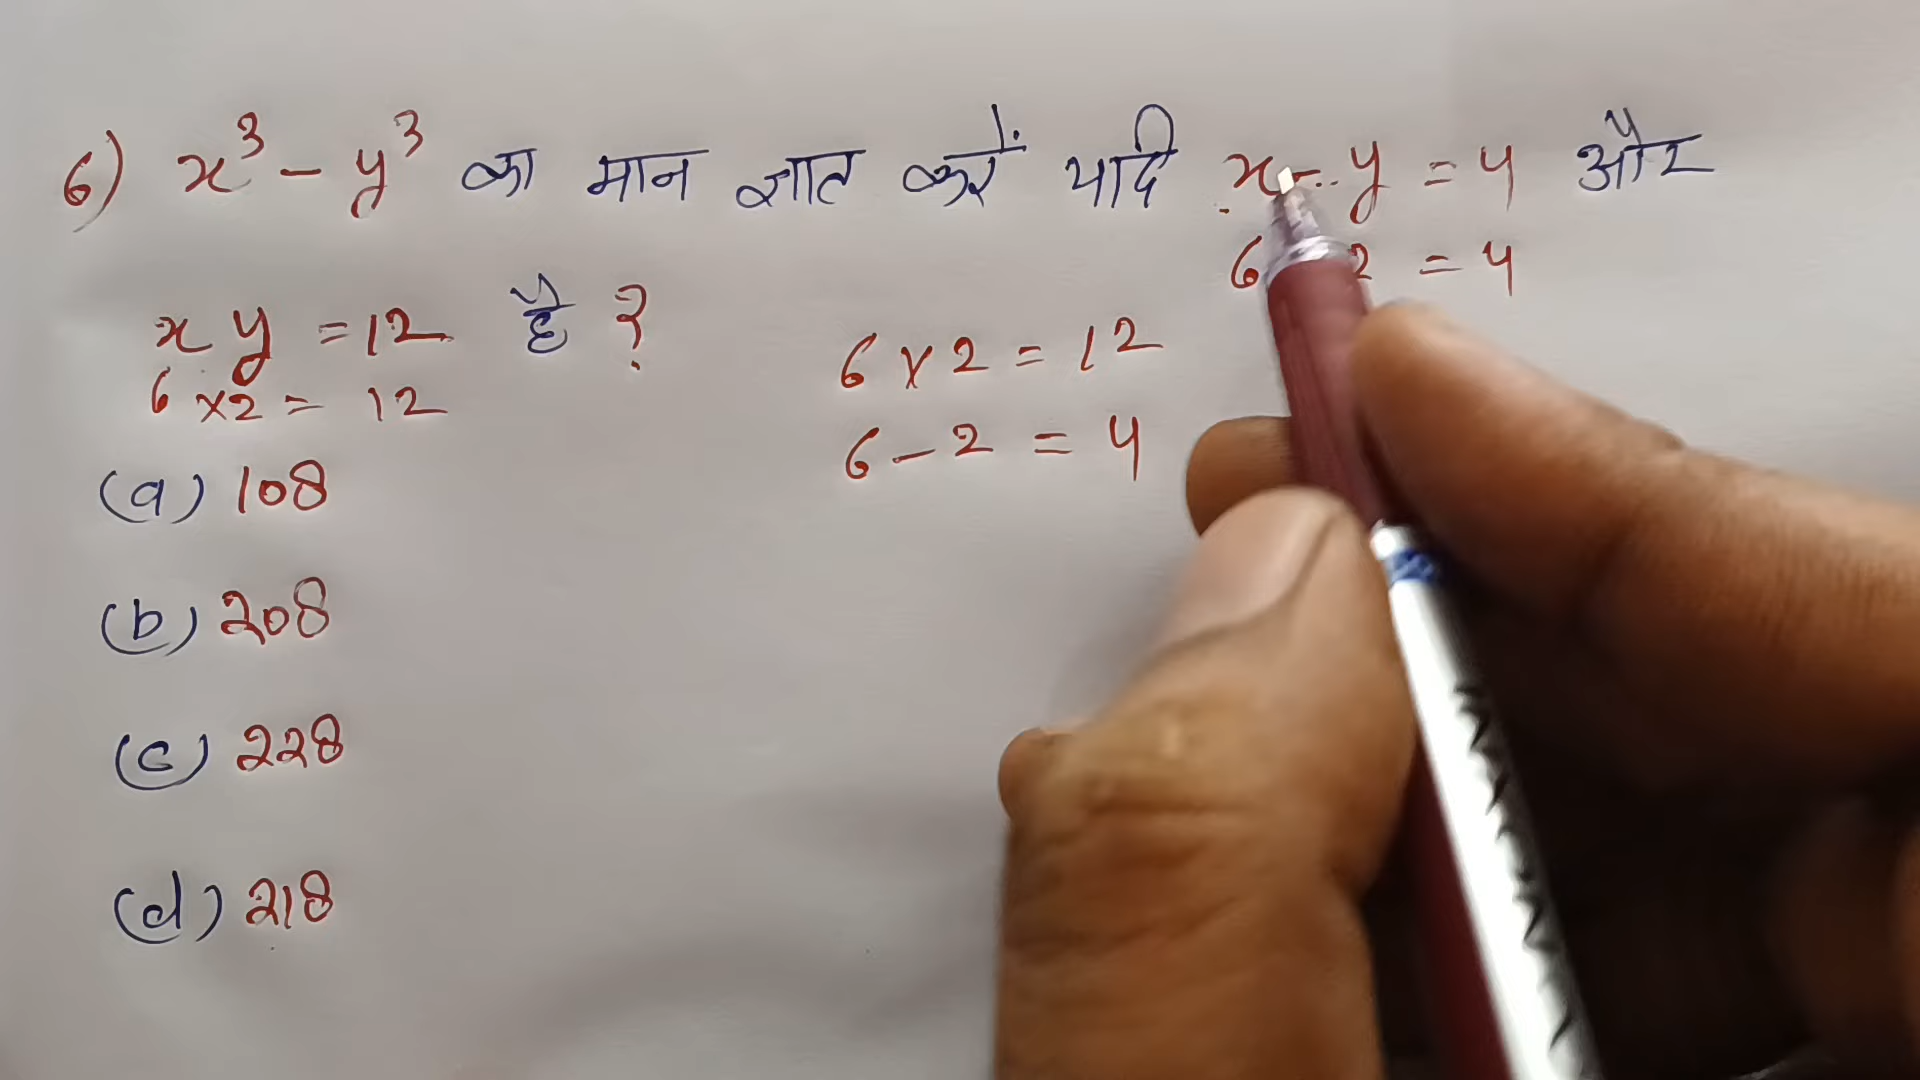 6) x³ - y³ का मान ज्ञात करें यदि x - y = 4 और
6 2 = 4
xy = 12 है ?
6 × 2 = 12
6 × 2 = 12
6 - 2 = 4
(a) 108
(b) 208
(c) 228
(d) 218